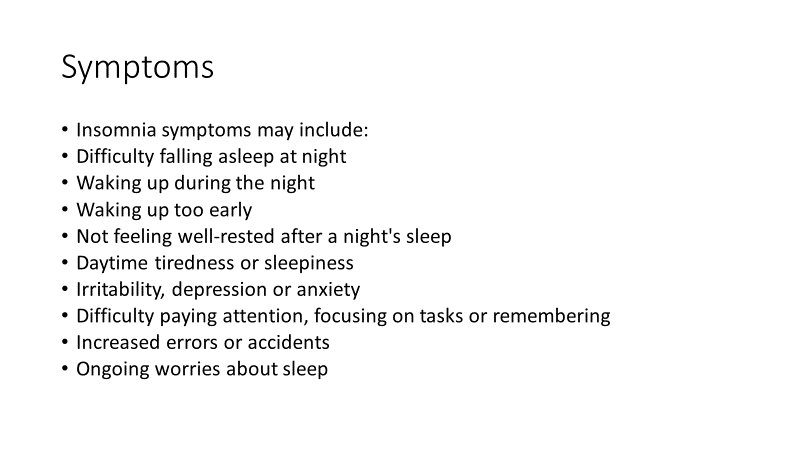 Symptoms
• Insomnia symptoms may include:
• Difficulty falling asleep at night
• Waking up during the night
• Waking up too early
• Not feeling well-rested after a night's sleep
• Daytime tiredness or sleepiness
• Irritability, depression or anxiety
• Difficulty paying attention, focusing on tasks or remembering
• Increased errors or accidents
• Ongoing worries about sleep